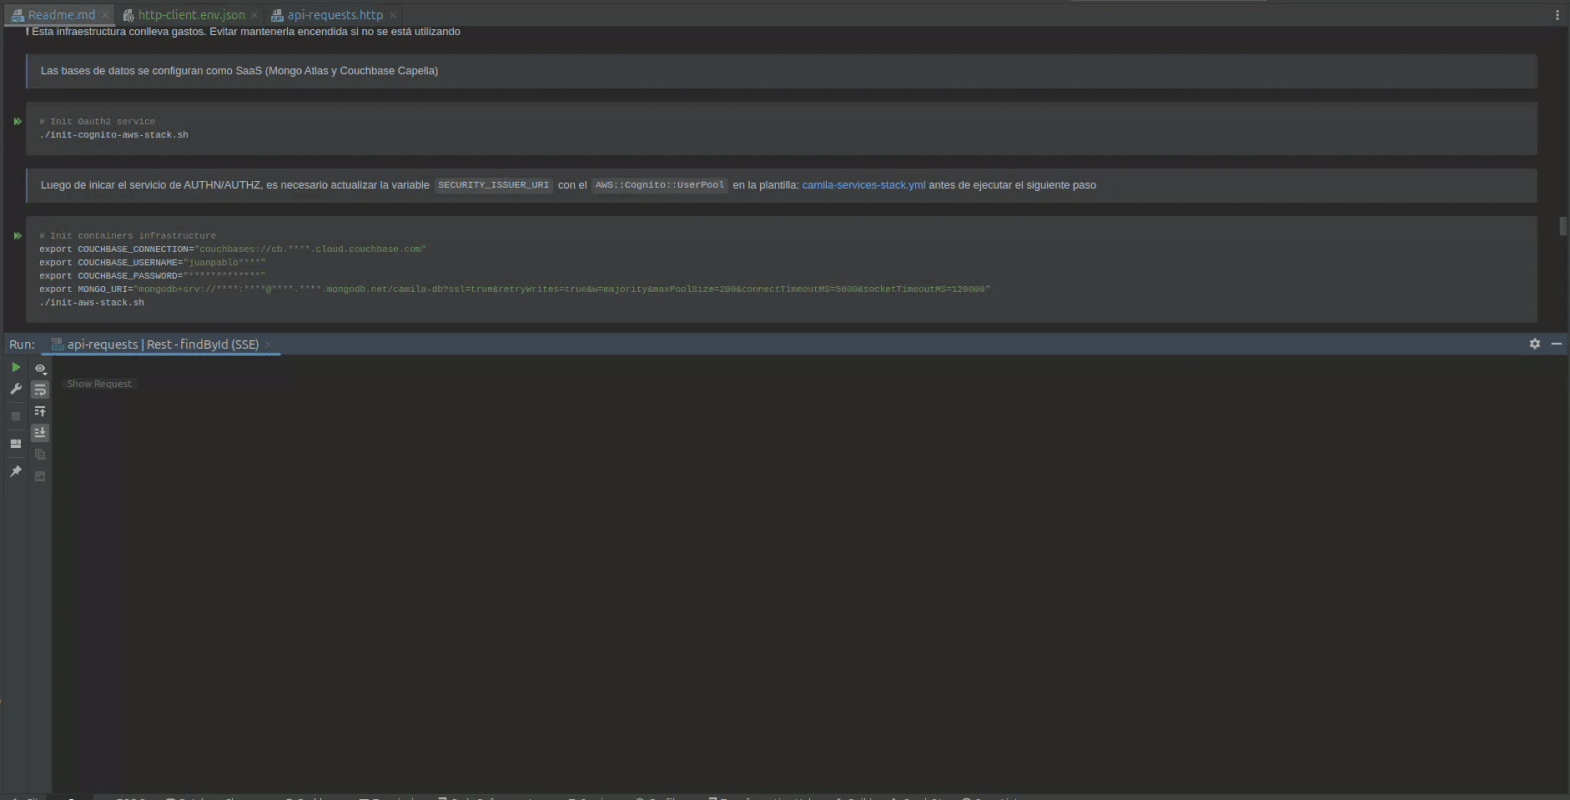 Readme.md http-client.env.json api-requests.http
! Esta infraestructura conlleva gastos. Evitar mantenerla encendida si no se está utilizando
Las bases de datos se configuran como SaaS (Mongo Atlas y Couchbase Capella)
# Init Oauth2 service
./init-cognito-aws-stack.sh
Luego de inicar el servicio de AUTHN/AUTHZ, es necesario actualizar la variable SECURITY_ISSUER_URI con el AWS::Cognito::UserPool en la plantilla: camila-services-stack.yml antes de ejecutar el siguiente paso
# Init containers infrastructure
export COUCHBASE_CONNECTION="couchbases://cb.****.cloud.couchbase.com"
export COUCHBASE_USERNAME="juanpablo****"
export COUCHBASE_PASSWORD="*************"
export MONGO_URI="mongodb+srv://****:****@****.****.mongodb.net/camila-db?ssl=true&retryWrites=true&w=majority&maxPoolSize=200&connectTimeoutMS=5000&socketTimeoutMS=120000"
./init-aws-stack.sh
Run: api-requests | Rest - findById (SSE)
Show Request